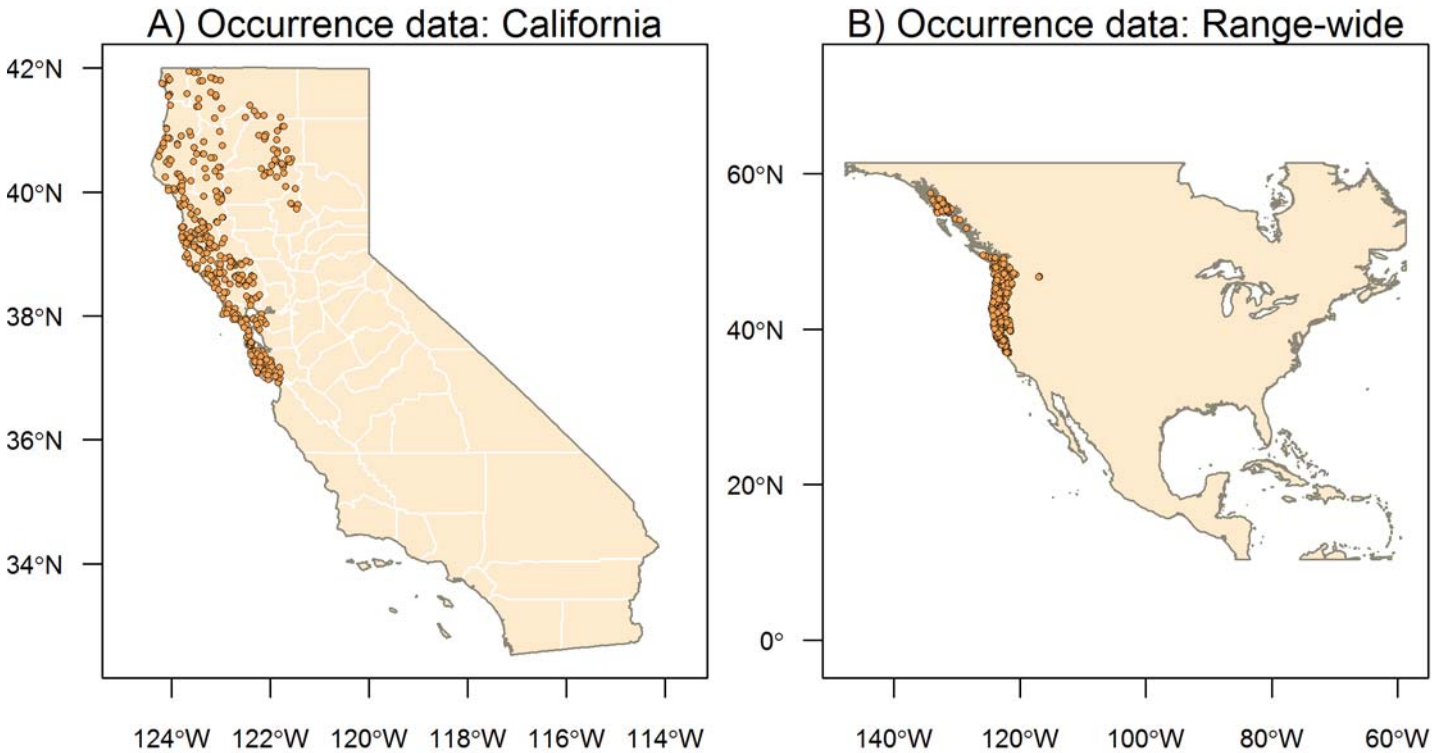 A) Occurrence data: California
42°N
40°N
38°N
36°N
34°N
124°W 122°W 120°W 118°W 116°W 114°W
B) Occurrence data: Range-wide
60°N
40°N
20°N
0°
140°W 120°W 100°W 80°W 60°W